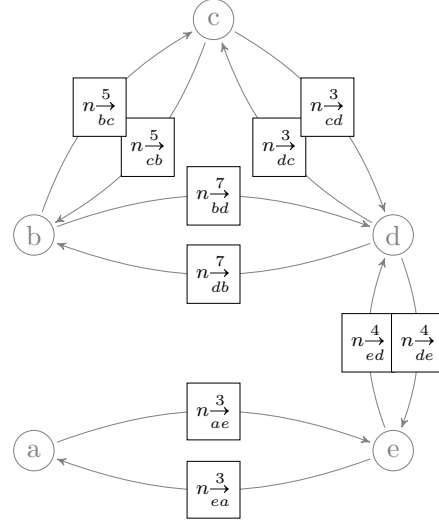 c
n 5→ bc
n 3→ cd
n 5→ cb
n 3→ dc
n 7→ bd
b
d
n 7→ db
n 4→ ed
n 4→ de
n 3→ ae
a
e
n 3→ ea